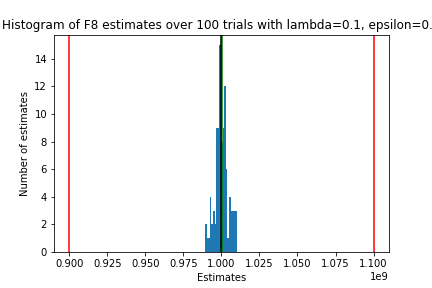 Histogram of F8 estimates over 100 trials with lambda=0.1, epsilon=0.
14
12
10
8
6
4
2
0
Number of estimates
0.900 0.925 0.950 0.975 1.000 1.025 1.050 1.075 1.100
1e9
Estimates